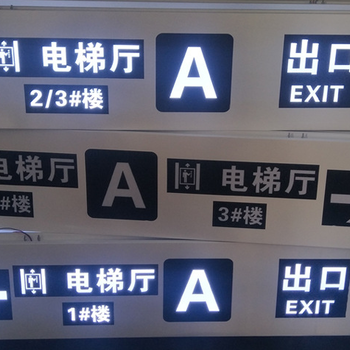 电梯厅 A 出口
2/3#楼 EXIT
电梯厅 A 电梯厅
#楼 3#楼
电梯厅 A 出口
1#楼 EXIT